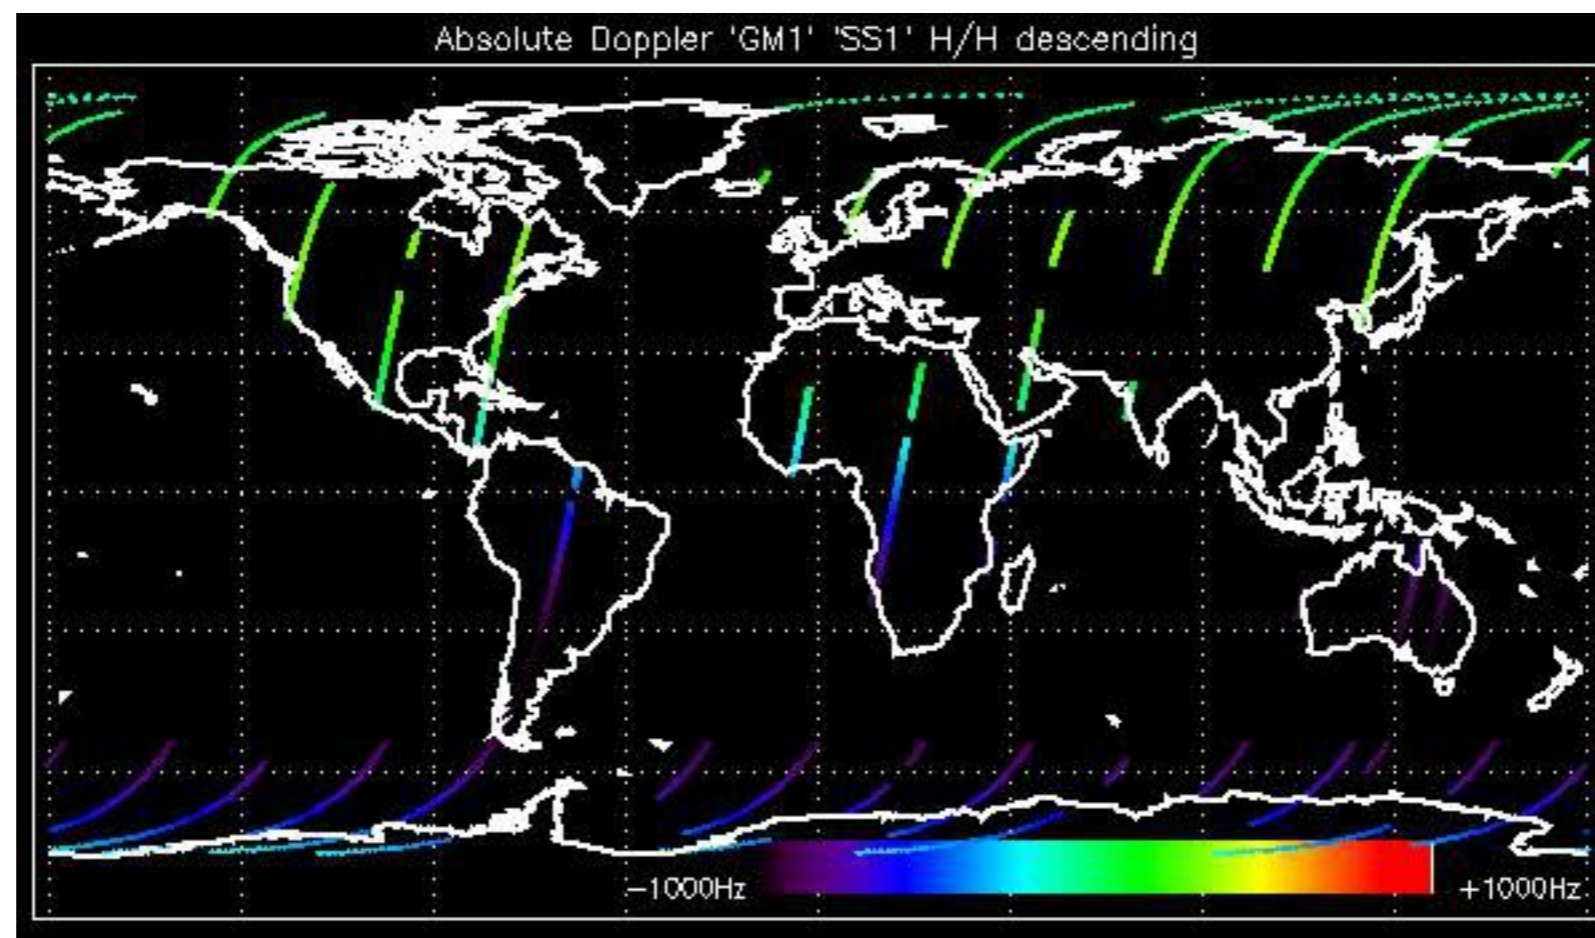 Absolute Doppler 'GM1' 'SS1' H/H descending
−1000Hz +1000Hz